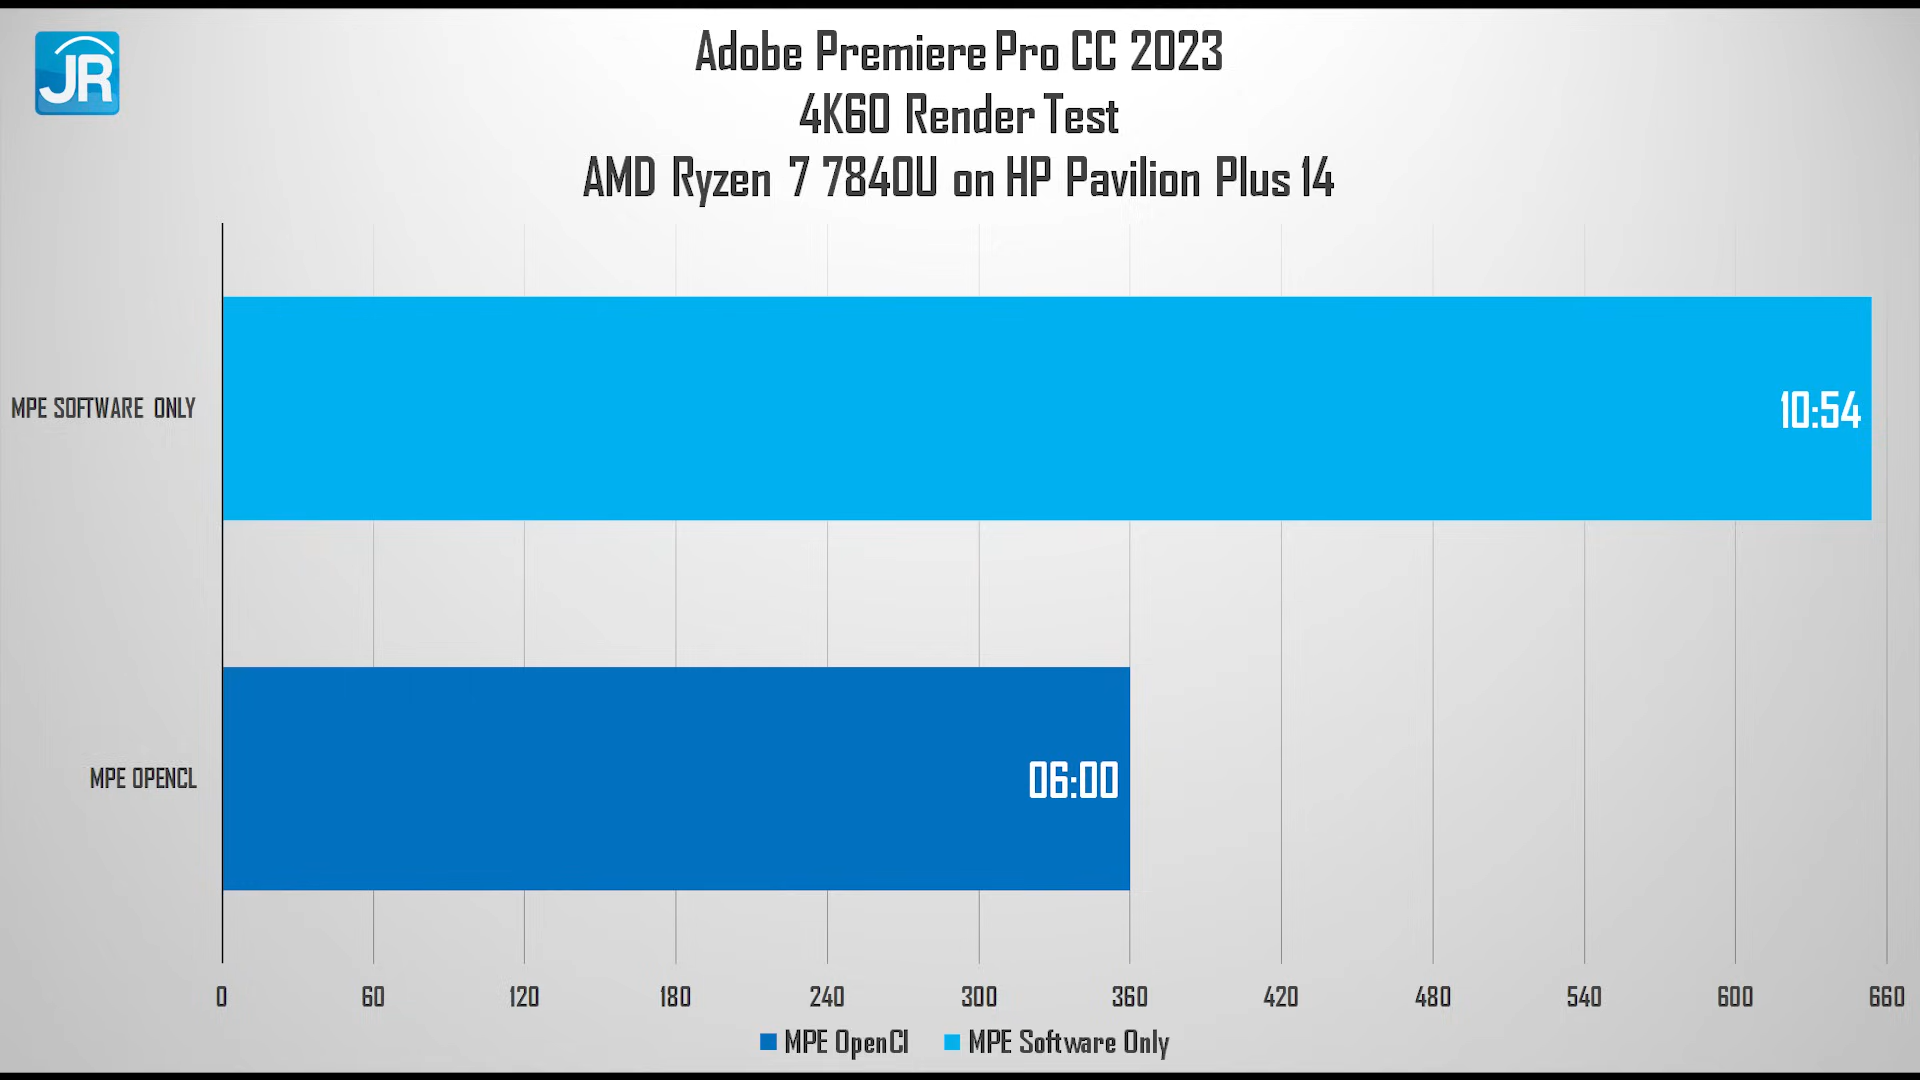 JR
Adobe Premiere Pro CC 2023
4K60 Render Test
AMD Ryzen 7 7840U on HP Pavilion Plus 14
MPE SOFTWARE ONLY
10:54
MPE OPENCL
06:00
0 60 120 180 240 300 360 420 480 540 600 660
MPE OpenCl MPE Software Only